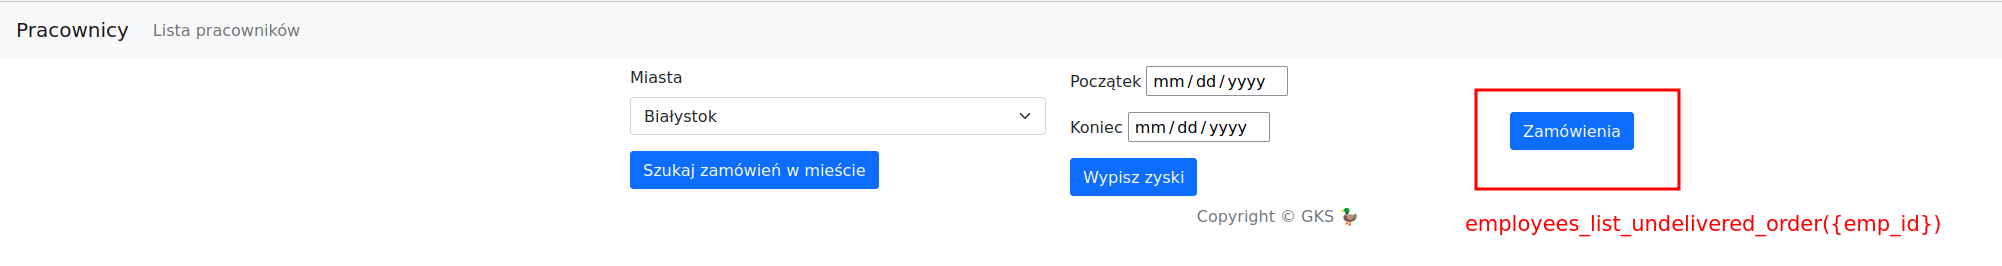 Pracownicy Lista pracowników
Miasta
Białystok
Szukaj zamówień w mieście
Początek mm/dd/yyyy
Koniec mm/dd/yyyy
Wypisz zyski
Zamówienia
employees_list_undelivered_order({emp_id})
Copyright © GKS 🦆